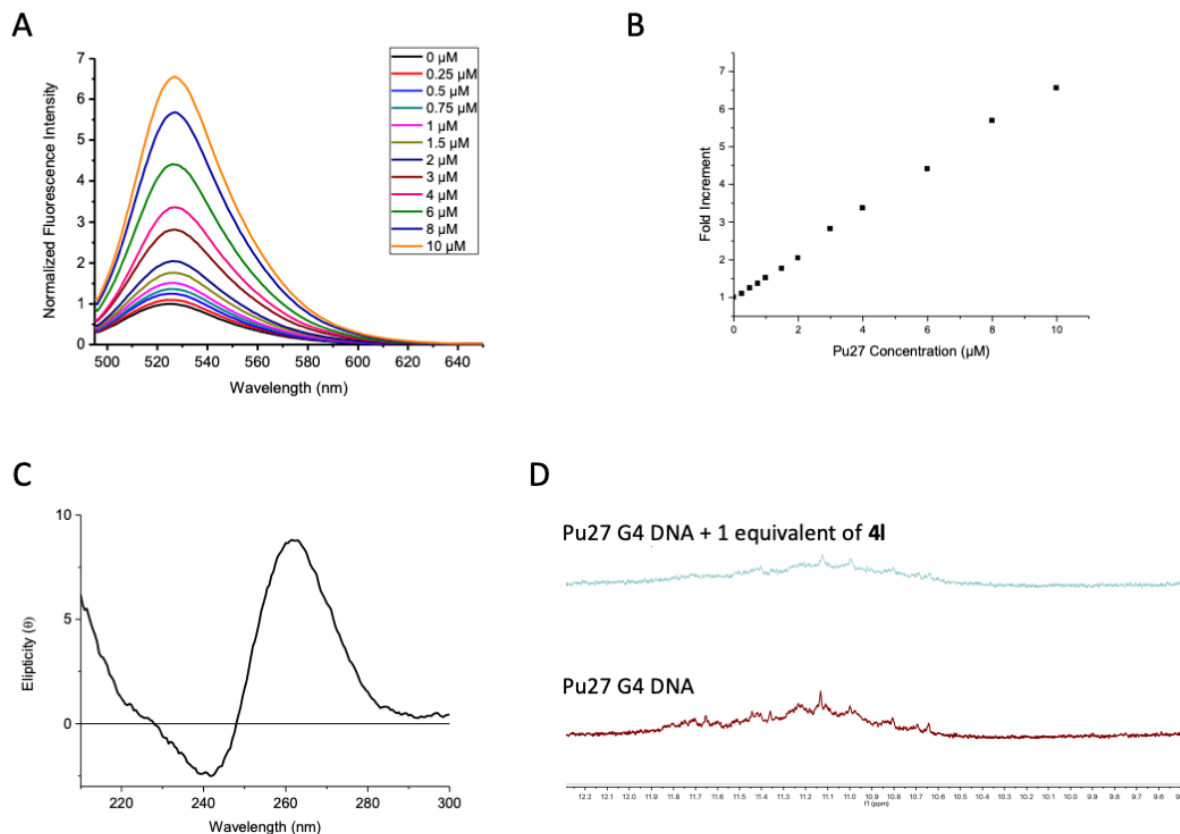 A
Normalized Fluorescence Intensity
7
6
5
4
3
2
1
0
0 µM
0.25 µM
0.5 µM
0.75 µM
1 µM
1.5 µM
2 µM
3 µM
4 µM
6 µM
8 µM
10 µM
500 520 540 560 580 600 620 640
Wavelength (nm)
B
Fold Increment
7
6
5
4
3
2
1
0 2 4 6 8 10
Pu27 Concentration (µM)
C
Elipticity (θ)
10
5
0
220 240 260 280 300
Wavelength (nm)
D
Pu27 G4 DNA + 1 equivalent of 4l
Pu27 G4 DNA
12.2 12.1 12.0 11.9 11.8 11.7 11.6 11.5 11.4 11.3 11.2 11.1 11.0 10.9 10.8 10.7 10.6 10.5 10.4 10.3 10.2 10.1 10.0 9.9 9.8 9.7 9.6
f1 (ppm)